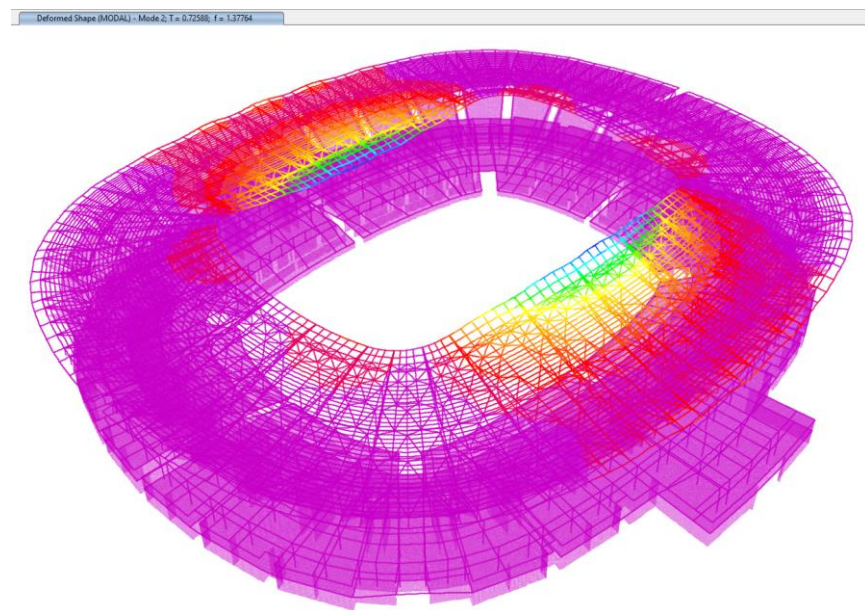 Deformed Shape (MODAL) - Mode 2; T = 0.72588; f = 1.37764